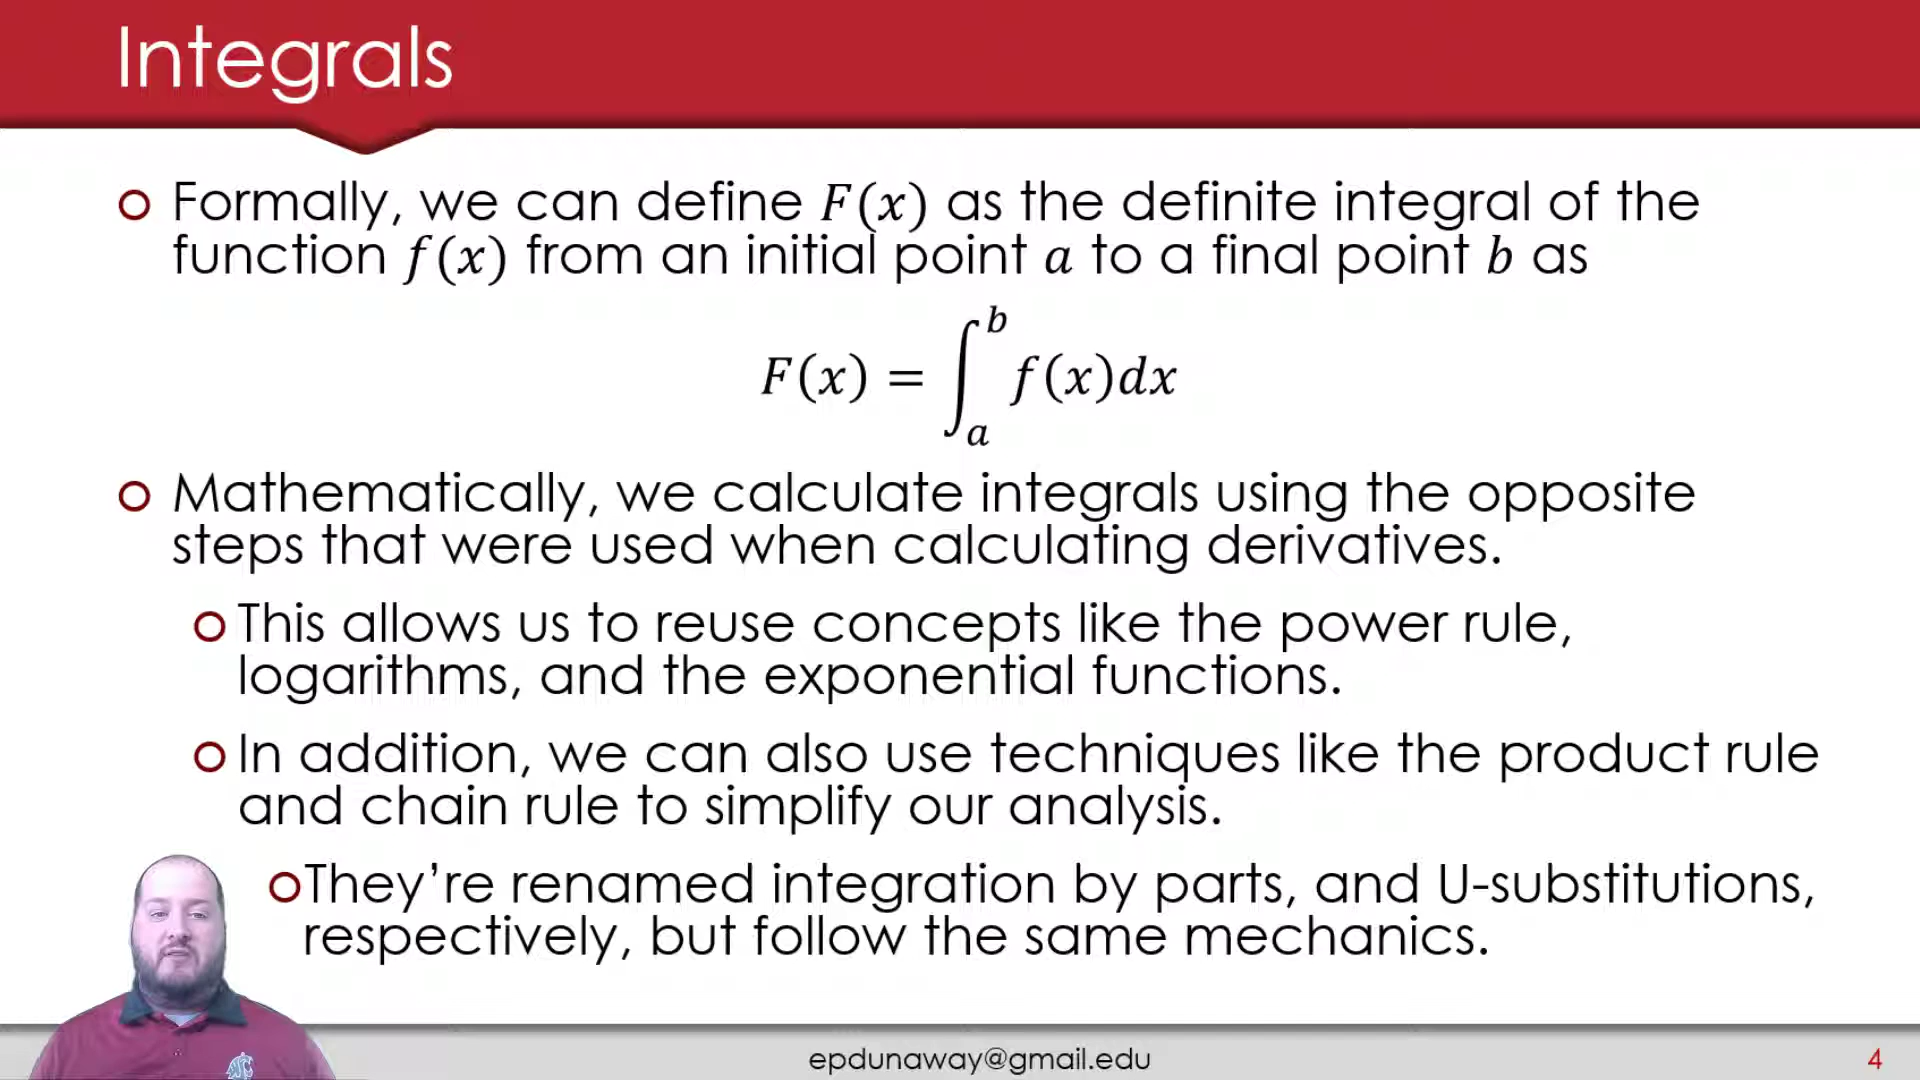 Integrals
Formally, we can define F(x) as the definite integral of the
function f(x) from an initial point a to a final point b as
F(x) = ∫_a^b f(x)dx
Mathematically, we calculate integrals using the opposite
steps that were used when calculating derivatives.
This allows us to reuse concepts like the power rule,
logarithms, and the exponential functions.
In addition, we can also use techniques like the product rule
and chain rule to simplify our analysis.
They’re renamed integration by parts, and U-substitutions,
respectively, but follow the same mechanics.
epdunaway@gmail.edu
4